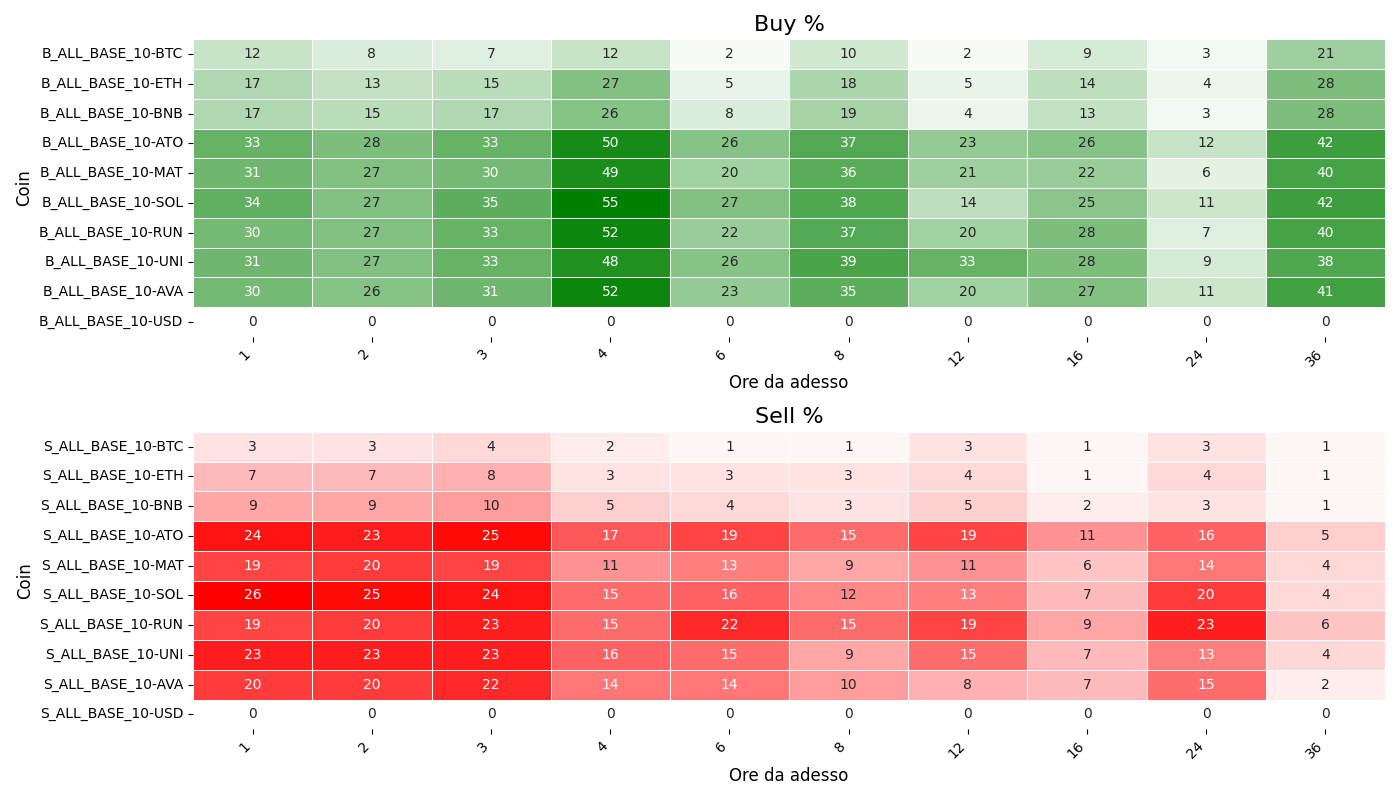 Buy %
Coin
B_ALL_BASE_10-BTC 12 8 7 12 2 10 2 9 3 21
B_ALL_BASE_10-ETH 17 13 15 27 5 18 5 14 4 28
B_ALL_BASE_10-BNB 17 15 17 26 8 19 4 13 3 28
B_ALL_BASE_10-ATO 33 28 33 50 26 37 23 26 12 42
B_ALL_BASE_10-MAT 31 27 30 49 20 36 21 22 6 40
B_ALL_BASE_10-SOL 34 27 35 55 27 38 14 25 11 42
B_ALL_BASE_10-RUN 30 27 33 52 22 37 20 28 7 40
B_ALL_BASE_10-UNI 31 27 33 48 26 39 33 28 9 38
B_ALL_BASE_10-AVA 30 26 31 52 23 35 20 27 11 41
B_ALL_BASE_10-USD 0 0 0 0 0 0 0 0 0 0
1 2 3 4 6 8 12 16 24 36
Ore da adesso
Sell %
Coin
S_ALL_BASE_10-BTC 3 3 4 2 1 1 3 1 3 1
S_ALL_BASE_10-ETH 7 7 8 3 3 3 4 1 4 1
S_ALL_BASE_10-BNB 9 9 10 5 4 3 5 2 3 1
S_ALL_BASE_10-ATO 24 23 25 17 19 15 19 11 16 5
S_ALL_BASE_10-MAT 19 20 19 11 13 9 11 6 14 4
S_ALL_BASE_10-SOL 26 25 24 15 16 12 13 7 20 4
S_ALL_BASE_10-RUN 19 20 23 15 22 15 19 9 23 6
S_ALL_BASE_10-UNI 23 23 23 16 15 9 15 7 13 4
S_ALL_BASE_10-AVA 20 20 22 14 14 10 8 7 15 2
S_ALL_BASE_10-USD 0 0 0 0 0 0 0 0 0 0
1 2 3 4 6 8 12 16 24 36
Ore da adesso